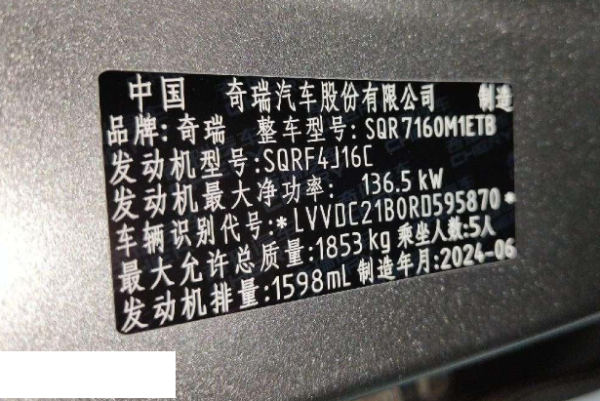 中国 奇瑞汽车股份有限公司 制造
品牌:奇瑞 整车型号:SQR7160M1ETB
发动机型号:SQRF4J16C
发动机最大净功率: 136.5 kW
车辆识别代号:*LVVDC21B0RD595870*
最大允许总质量:1853kg 乘坐人数:5人
发动机排量:1598mL 制造年月:2024-06